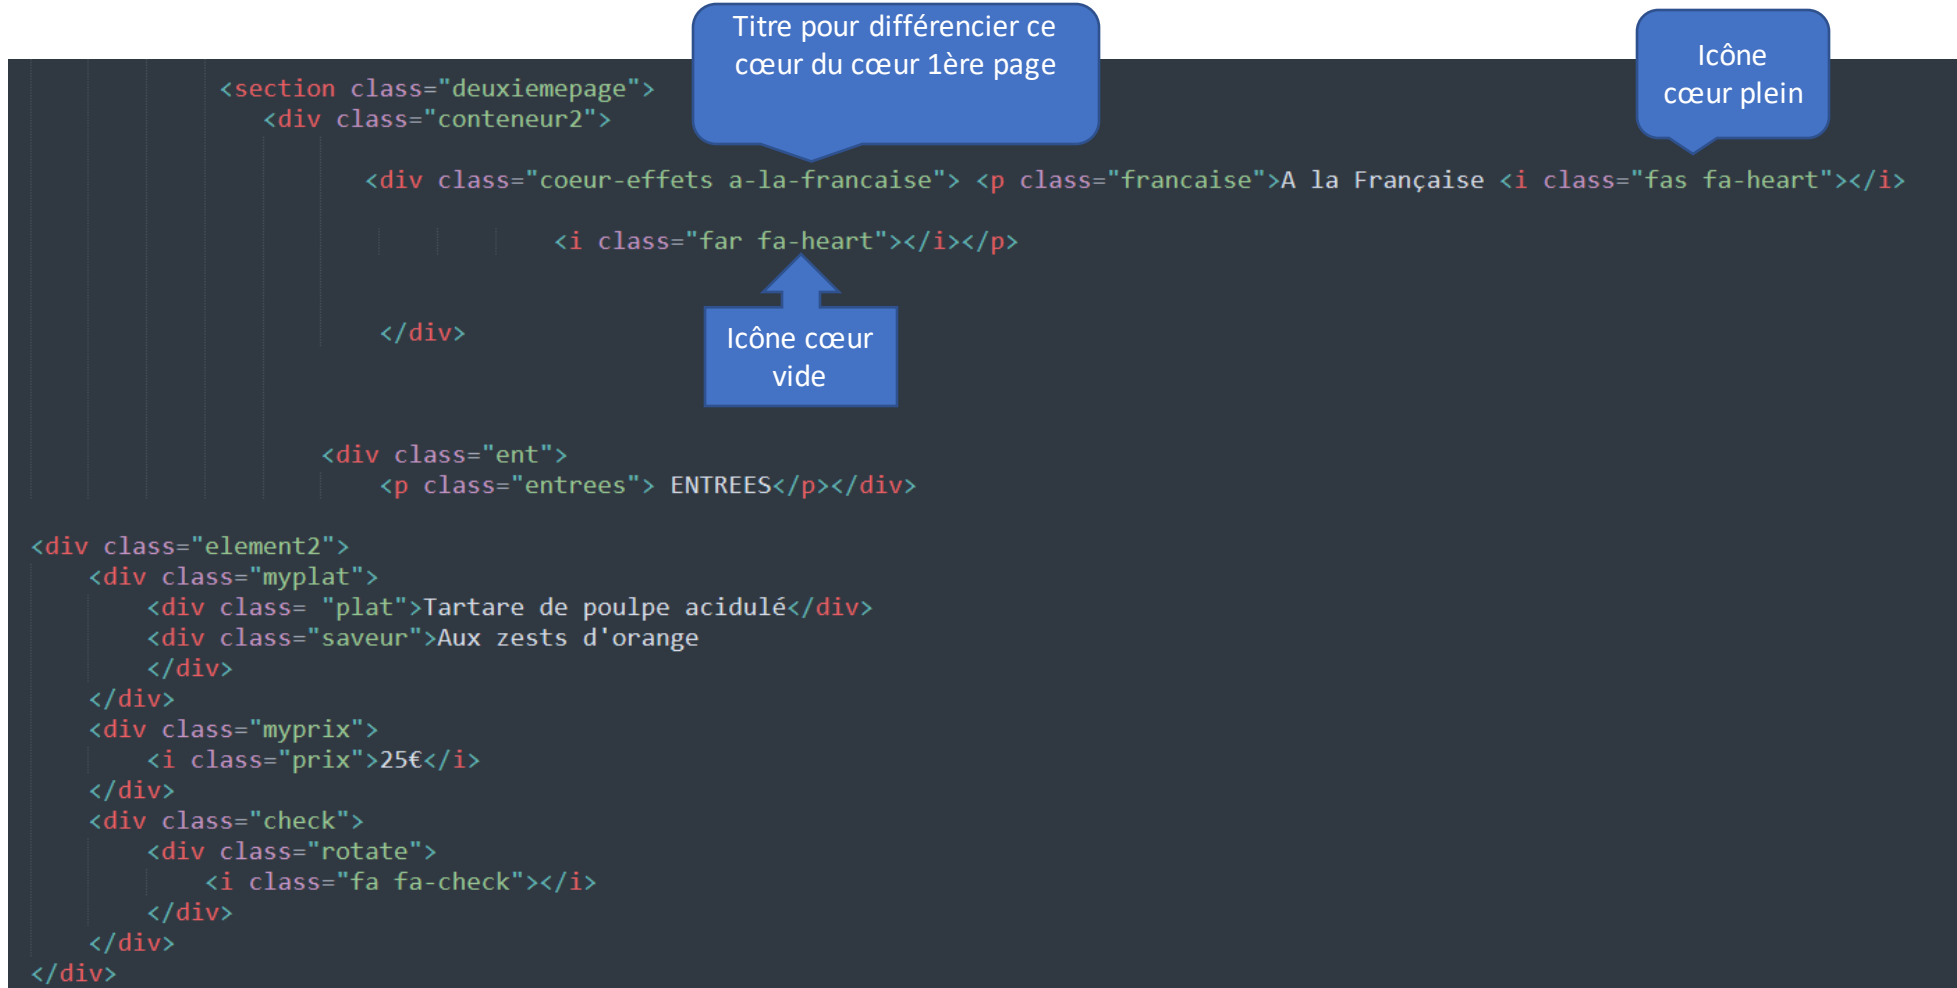 Titre pour différencier ce
cœur du cœur 1ère page
Icône
cœur plein
<section class="deuxiemepage">
<div class="conteneur2">
<div class="coeur-effets a-la-francaise"> <p class="francaise">A la Française <i class="fas fa-heart"></i>
<i class="far fa-heart"></i></p>
Icône cœur
vide
</div>
<div class="ent">
<p class="entrees"> ENTREES</p></div>
<div class="element2">
<div class="myplat">
<div class= "plat">Tartare de poulpe acidulé</div>
<div class="saveur">Aux zests d'orange
</div>
</div>
<div class="myprix">
<i class="prix">25€</i>
</div>
<div class="check">
<div class="rotate">
<i class="fa fa-check"></i>
</div>
</div>
</div>